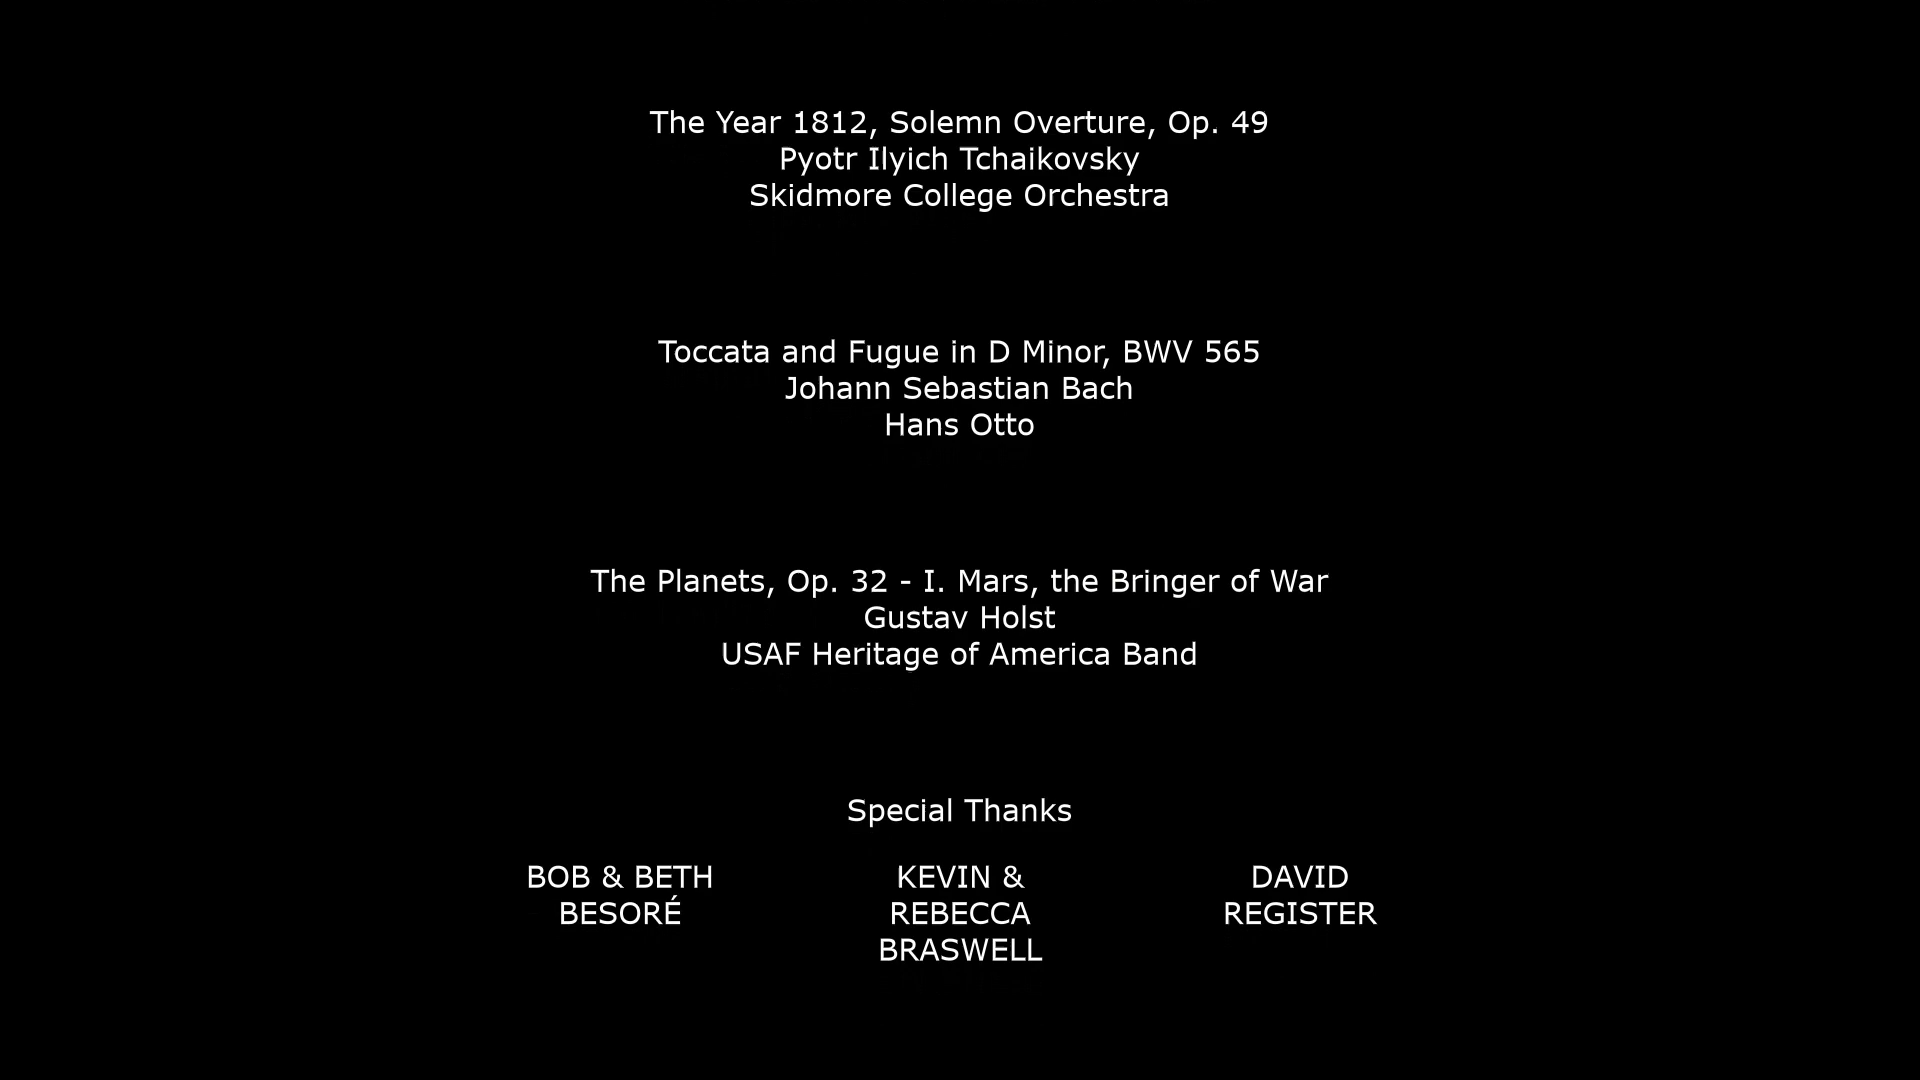 The Year 1812, Solemn Overture, Op. 49
Pyotr Ilyich Tchaikovsky
Skidmore College Orchestra
Toccata and Fugue in D Minor, BWV 565
Johann Sebastian Bach
Hans Otto
The Planets, Op. 32 - I. Mars, the Bringer of War
Gustav Holst
USAF Heritage of America Band
Special Thanks
BOB & BETH
BESORÉ
KEVIN &
REBECCA
BRASWELL
DAVID
REGISTER